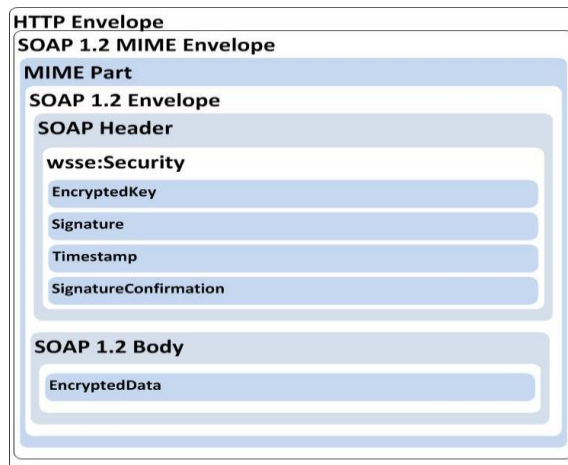 HTTP Envelope
SOAP 1.2 MIME Envelope
MIME Part
SOAP 1.2 Envelope
SOAP Header
wsse:Security
EncryptedKey
Signature
Timestamp
SignatureConfirmation
SOAP 1.2 Body
EncryptedData